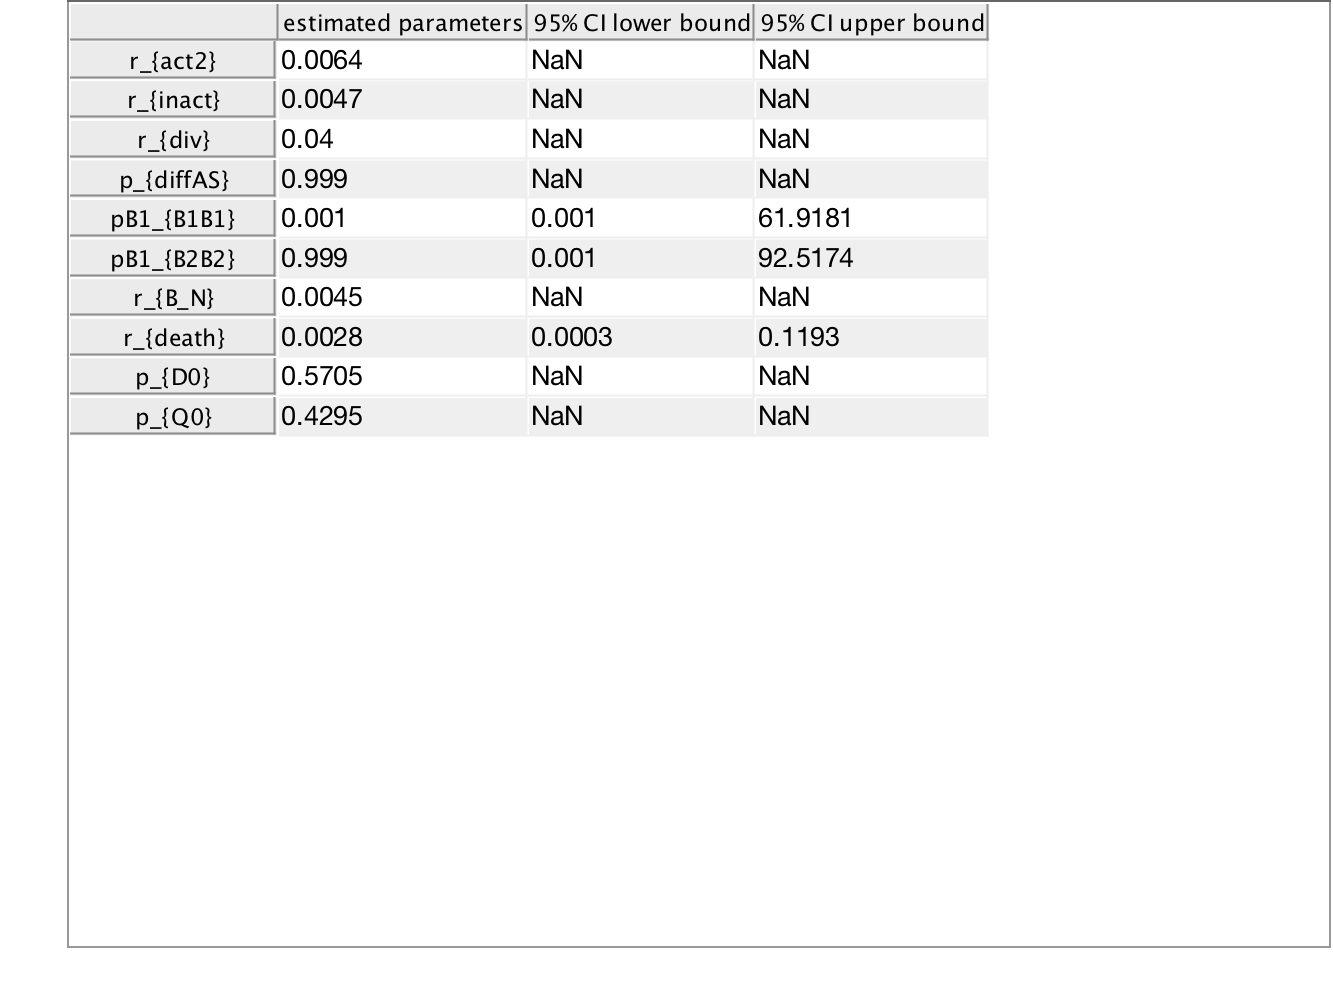 estimated parameters 95% CI lower bound 95% CI upper bound
r_{act2} 0.0064 NaN NaN
r_{inact} 0.0047 NaN NaN
r_{div} 0.04 NaN NaN
p_{diffAS} 0.999 NaN NaN
pB1_{B1B1} 0.001 0.001 61.9181
pB1_{B2B2} 0.999 0.001 92.5174
r_{B_N} 0.0045 NaN NaN
r_{death} 0.0028 0.0003 0.1193
p_{D0} 0.5705 NaN NaN
p_{Q0} 0.4295 NaN NaN